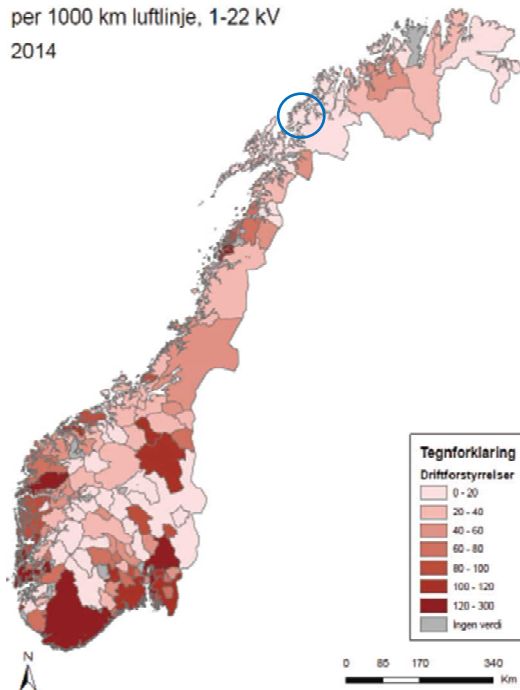 per 1000 km luftlinje, 1-22 kV
2014
Tegnforklaring
Driftforstyrrelser
0 - 20
20 - 40
40 - 60
60 - 80
80 - 100
100 - 120
120 - 300
Ingen verdi
N
0 85 170 340
Km